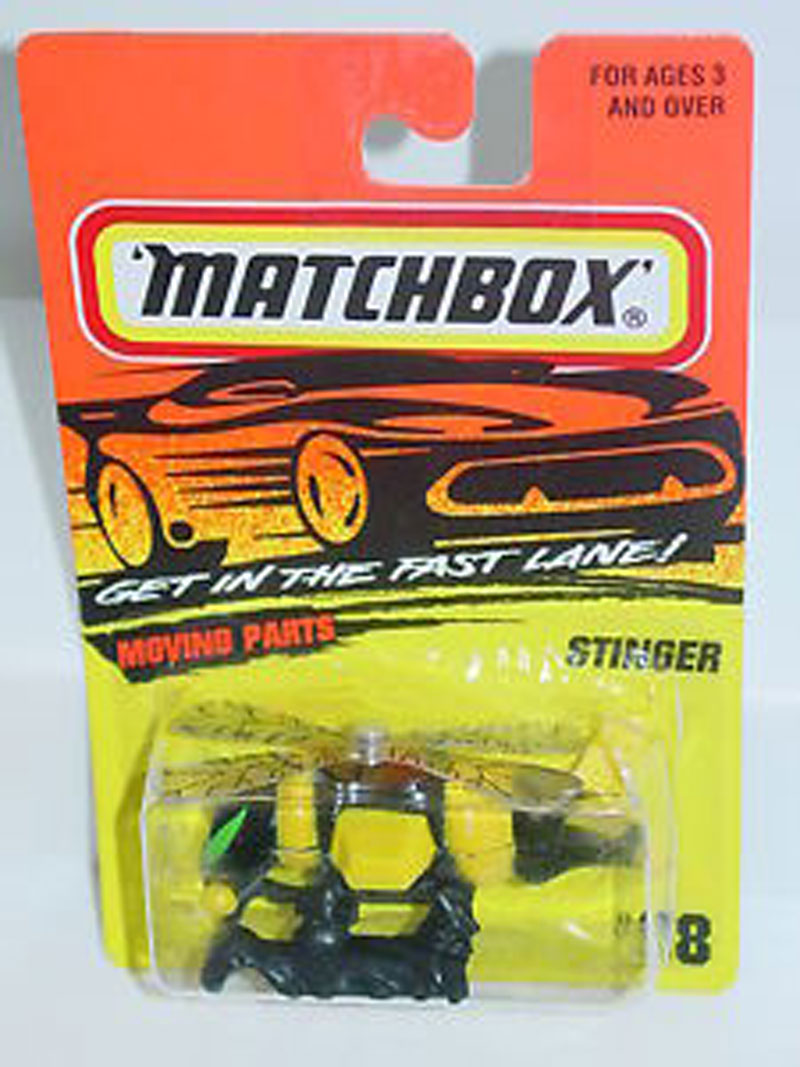 FOR AGES 3
AND OVER
'MATCHBOX'®
GET IN THE FAST LANE!
MOVING PARTS
STINGER